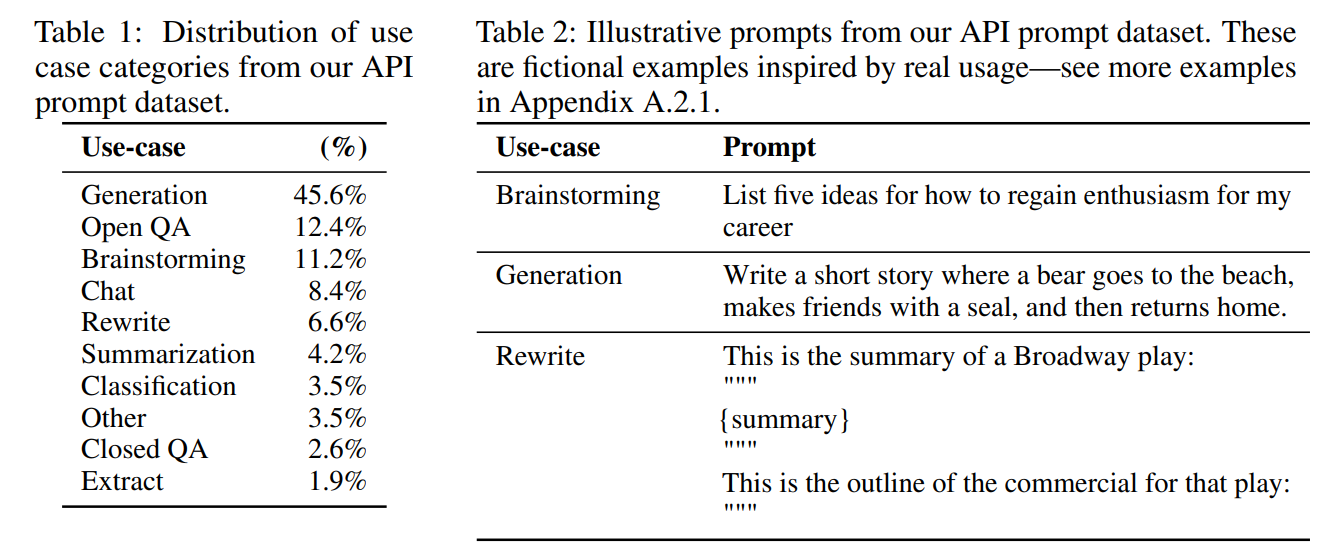 Table 1: Distribution of use
case categories from our API
prompt dataset.
Use-case (%)
Generation 45.6%
Open QA 12.4%
Brainstorming 11.2%
Chat 8.4%
Rewrite 6.6%
Summarization 4.2%
Classification 3.5%
Other 3.5%
Closed QA 2.6%
Extract 1.9%
Table 2: Illustrative prompts from our API prompt dataset. These
are fictional examples inspired by real usage—see more examples
in Appendix A.2.1.
Use-case Prompt
Brainstorming List five ideas for how to regain enthusiasm for my
career
Generation Write a short story where a bear goes to the beach,
makes friends with a seal, and then returns home.
Rewrite This is the summary of a Broadway play:
"""
{summary}
"""
This is the outline of the commercial for that play:
"""